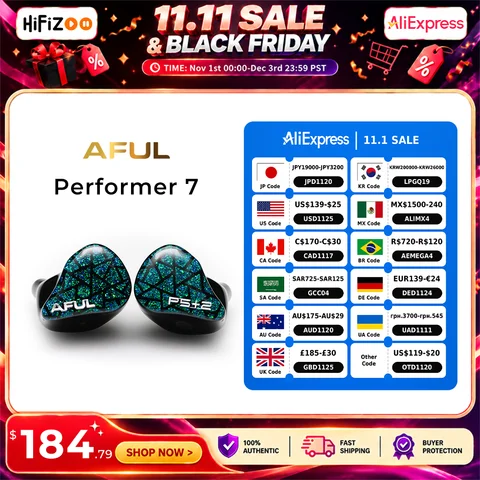 HiFiZOO
11.11 SALE
& BLACK FRIDAY
TIME: Nov 1st 00:00-Dec 3rd 23:59 PST
AliExpress
%
%
AFUL
Performer 7
AFUL
P5+2
AliExpress | 11.1 SALE
JP Code
JPY19000-JPY3200
JPD1120
KR Code
KRW200000-KRW26000
LPGQ19
US Code
US$139-$25
USD1125
MX Code
MX$1500-240
ALIMX4
CA Code
C$170-C$30
CAD1117
BR Code
R$720-R$120
AEMEGA4
SA Code
SAR725-SAR125
GCC04
DE Code
EUR139-€24
DED1124
AU Code
AU$175-AU$29
AUD1120
UA Code
грн.3700-грн.545
UAD1111
UK Code
£185-£30
GBD1125
Other
Code
US$119-$20
OTD1120
$184.79
SHOP NOW >
100%
AUTHENTIC
FAST
SHIPPING
BUYER
PROTECTION